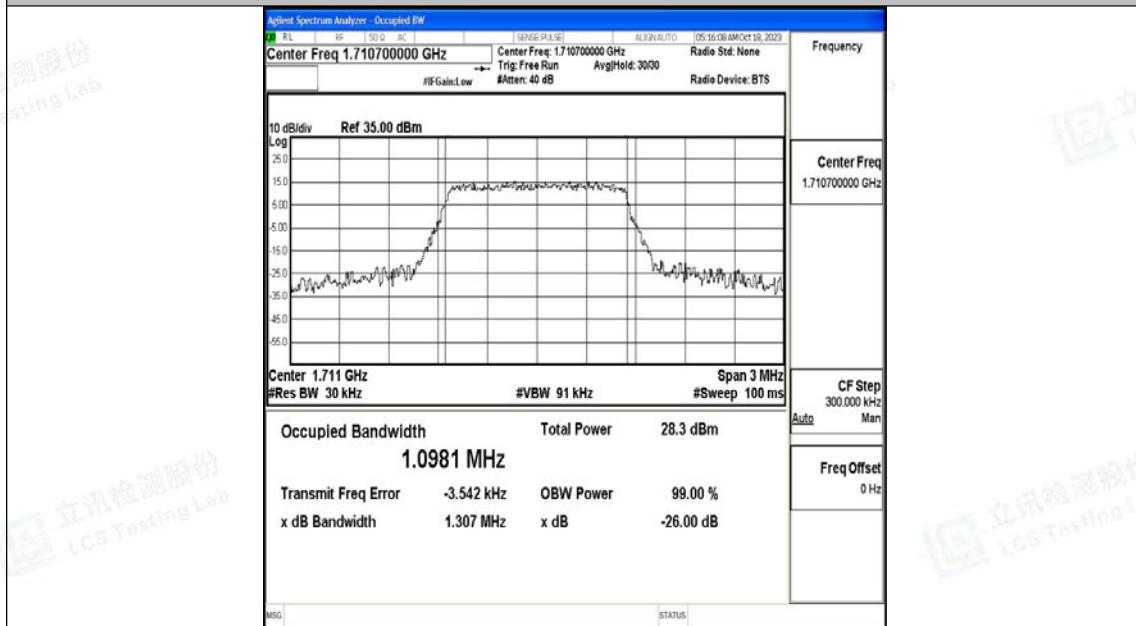 Agilent Spectrum Analyzer - Occupied BW
RL RF 50 Ω AC SENSE:PULSE ALIGNAUTO 05:16:08 AM Oct 18, 2023
Center Freq 1.710700000 GHz
Center Freq: 1.710700000 GHz
Radio Std: None
Trig: Free Run Avg|Hold: 30/30
#IFGain:Low #Atten: 40 dB Radio Device: BTS
Frequency
10 dB/div Ref 35.00 dBm
Log
25.0
15.0
5.00
-5.00
-15.0
-25.0
-35.0
-45.0
-55.0
Center Freq
1.710700000 GHz
Center 1.711 GHz Span 3 MHz
#Res BW 30 kHz #VBW 91 kHz #Sweep 100 ms
CF Step
300.000 kHz
Auto Man
Occupied Bandwidth Total Power 28.3 dBm
1.0981 MHz
Transmit Freq Error -3.542 kHz OBW Power 99.00 %
x dB Bandwidth 1.307 MHz x dB -26.00 dB
Freq Offset
0 Hz
MSG STATUS
立讯检测股份
LCS Testing Lab